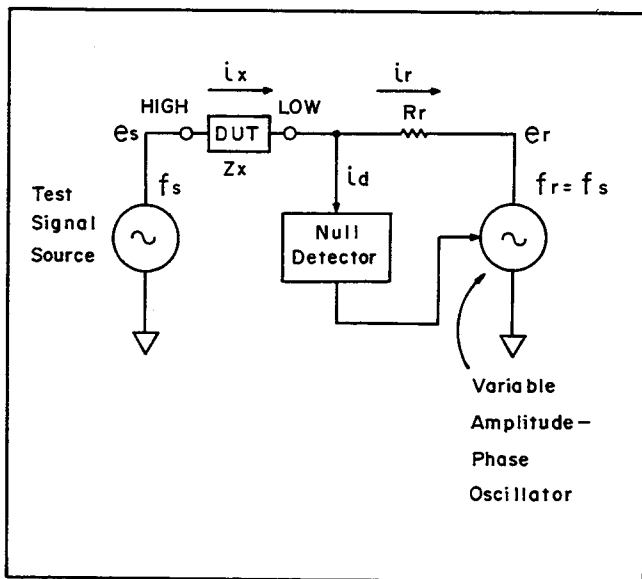 ix
ir
HIGH
LOW
Rr
es
DUT
er
Zx
fs
id
fr = fs
Test
Signal
Source
Null
Detector
Variable
Amplitude–
Phase
Oscillator